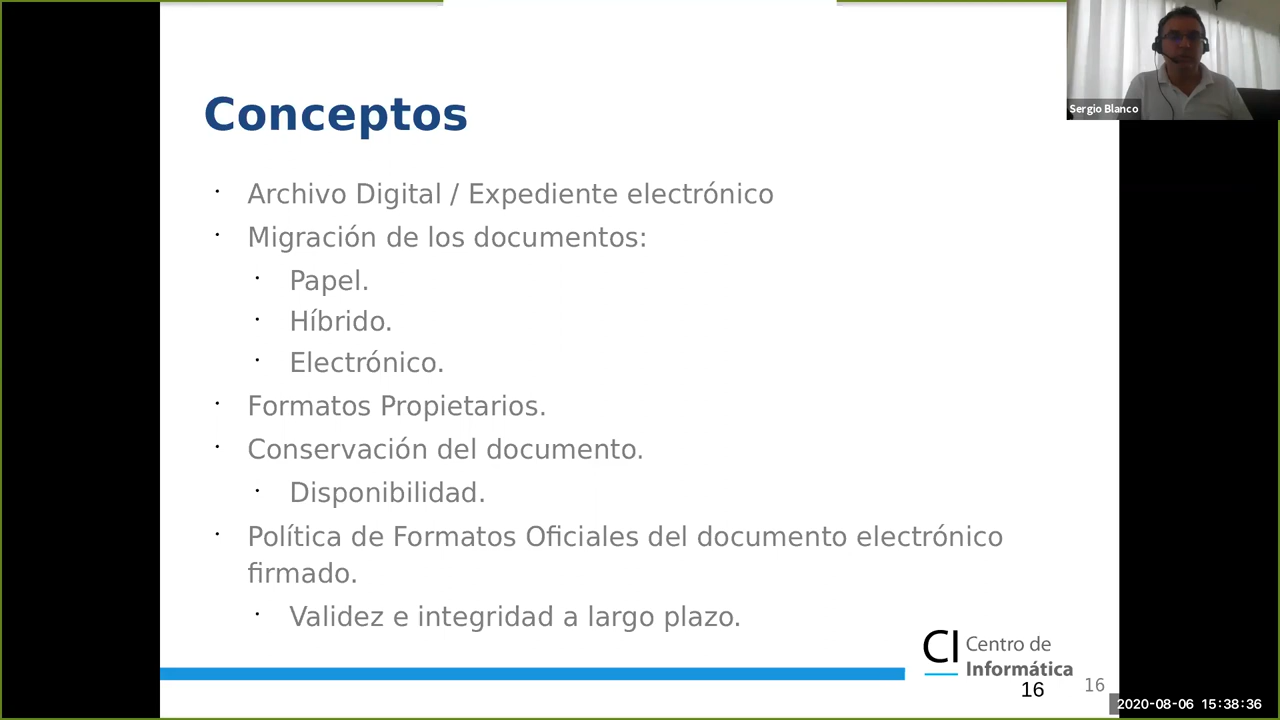 Sergio Blanco
Conceptos
· Archivo Digital / Expediente electrónico
· Migración de los documentos:
· Papel.
· Híbrido.
· Electrónico.
· Formatos Propietarios.
· Conservación del documento.
· Disponibilidad.
· Política de Formatos Oficiales del documento electrónico
firmado.
· Validez e integridad a largo plazo.
CI Centro de
Informática
16
16
2020-08-06 15:38:36